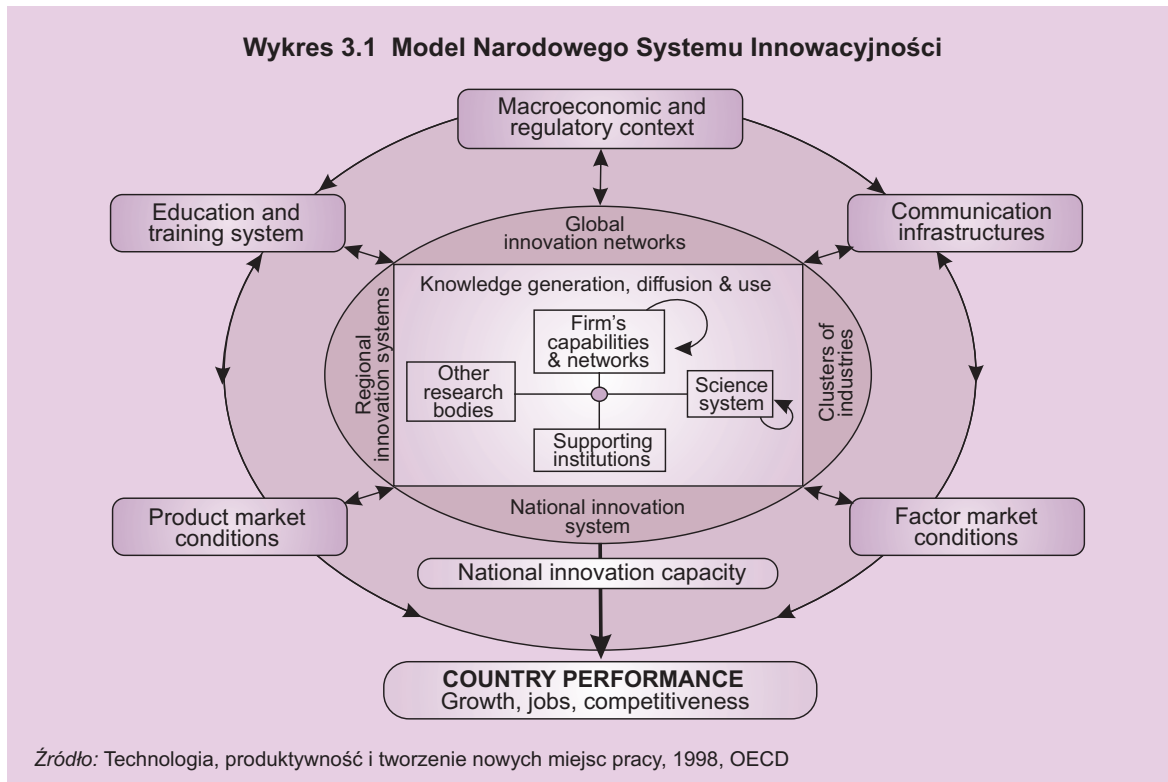 Wykres 3.1 Model Narodowego Systemu Innowacyjności
Macroeconomic and
regulatory context
Education and
training system
Communication
infrastructures
Global
innovation networks
Regional
innovation systems
Knowledge generation, diffusion & use
Firm's
capabilities
& networks
Other
research
bodies
Science
system
Supporting
institutions
Clusters of
industries
Product market
conditions
National innovation
system
Factor market
conditions
National innovation capacity
COUNTRY PERFORMANCE
Growth, jobs, competitiveness
Źródło: Technologia, produktywność i tworzenie nowych miejsc pracy, 1998, OECD